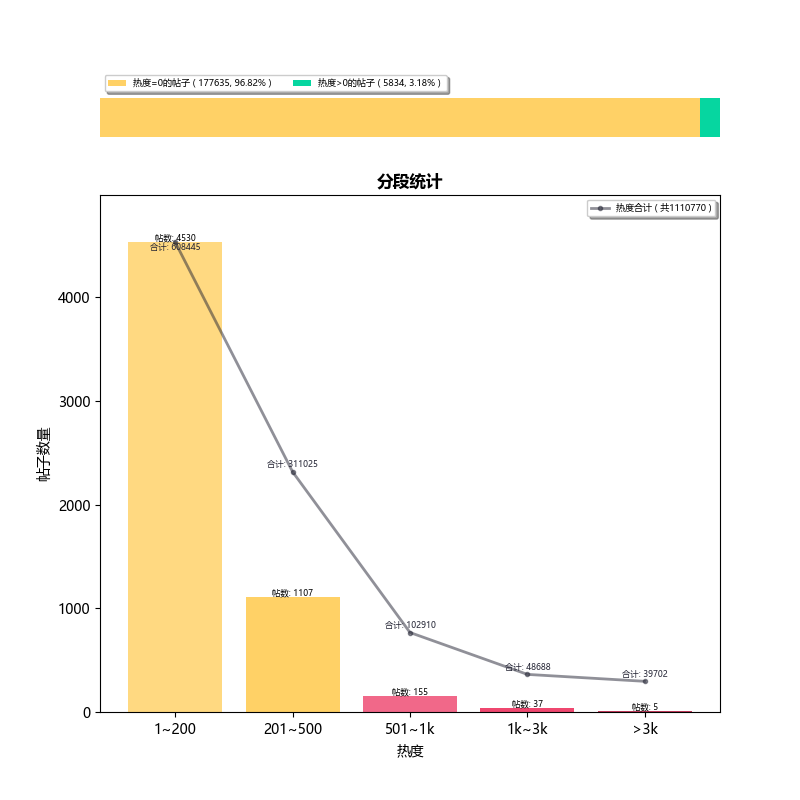 热度=0的帖子 ( 177635, 96.82% ) 热度>0的帖子 ( 5834, 3.18% )
分段统计
热度合计 ( 共1110770 )
帖数: 4530
合计: 608445
合计: 311025
帖数: 1107
合计: 102910
帖数: 155
合计: 48688
帖数: 37
合计: 39702
帖数: 5
帖子数量
4000
3000
2000
1000
0
1~200 201~500 501~1k 1k~3k >3k
热度